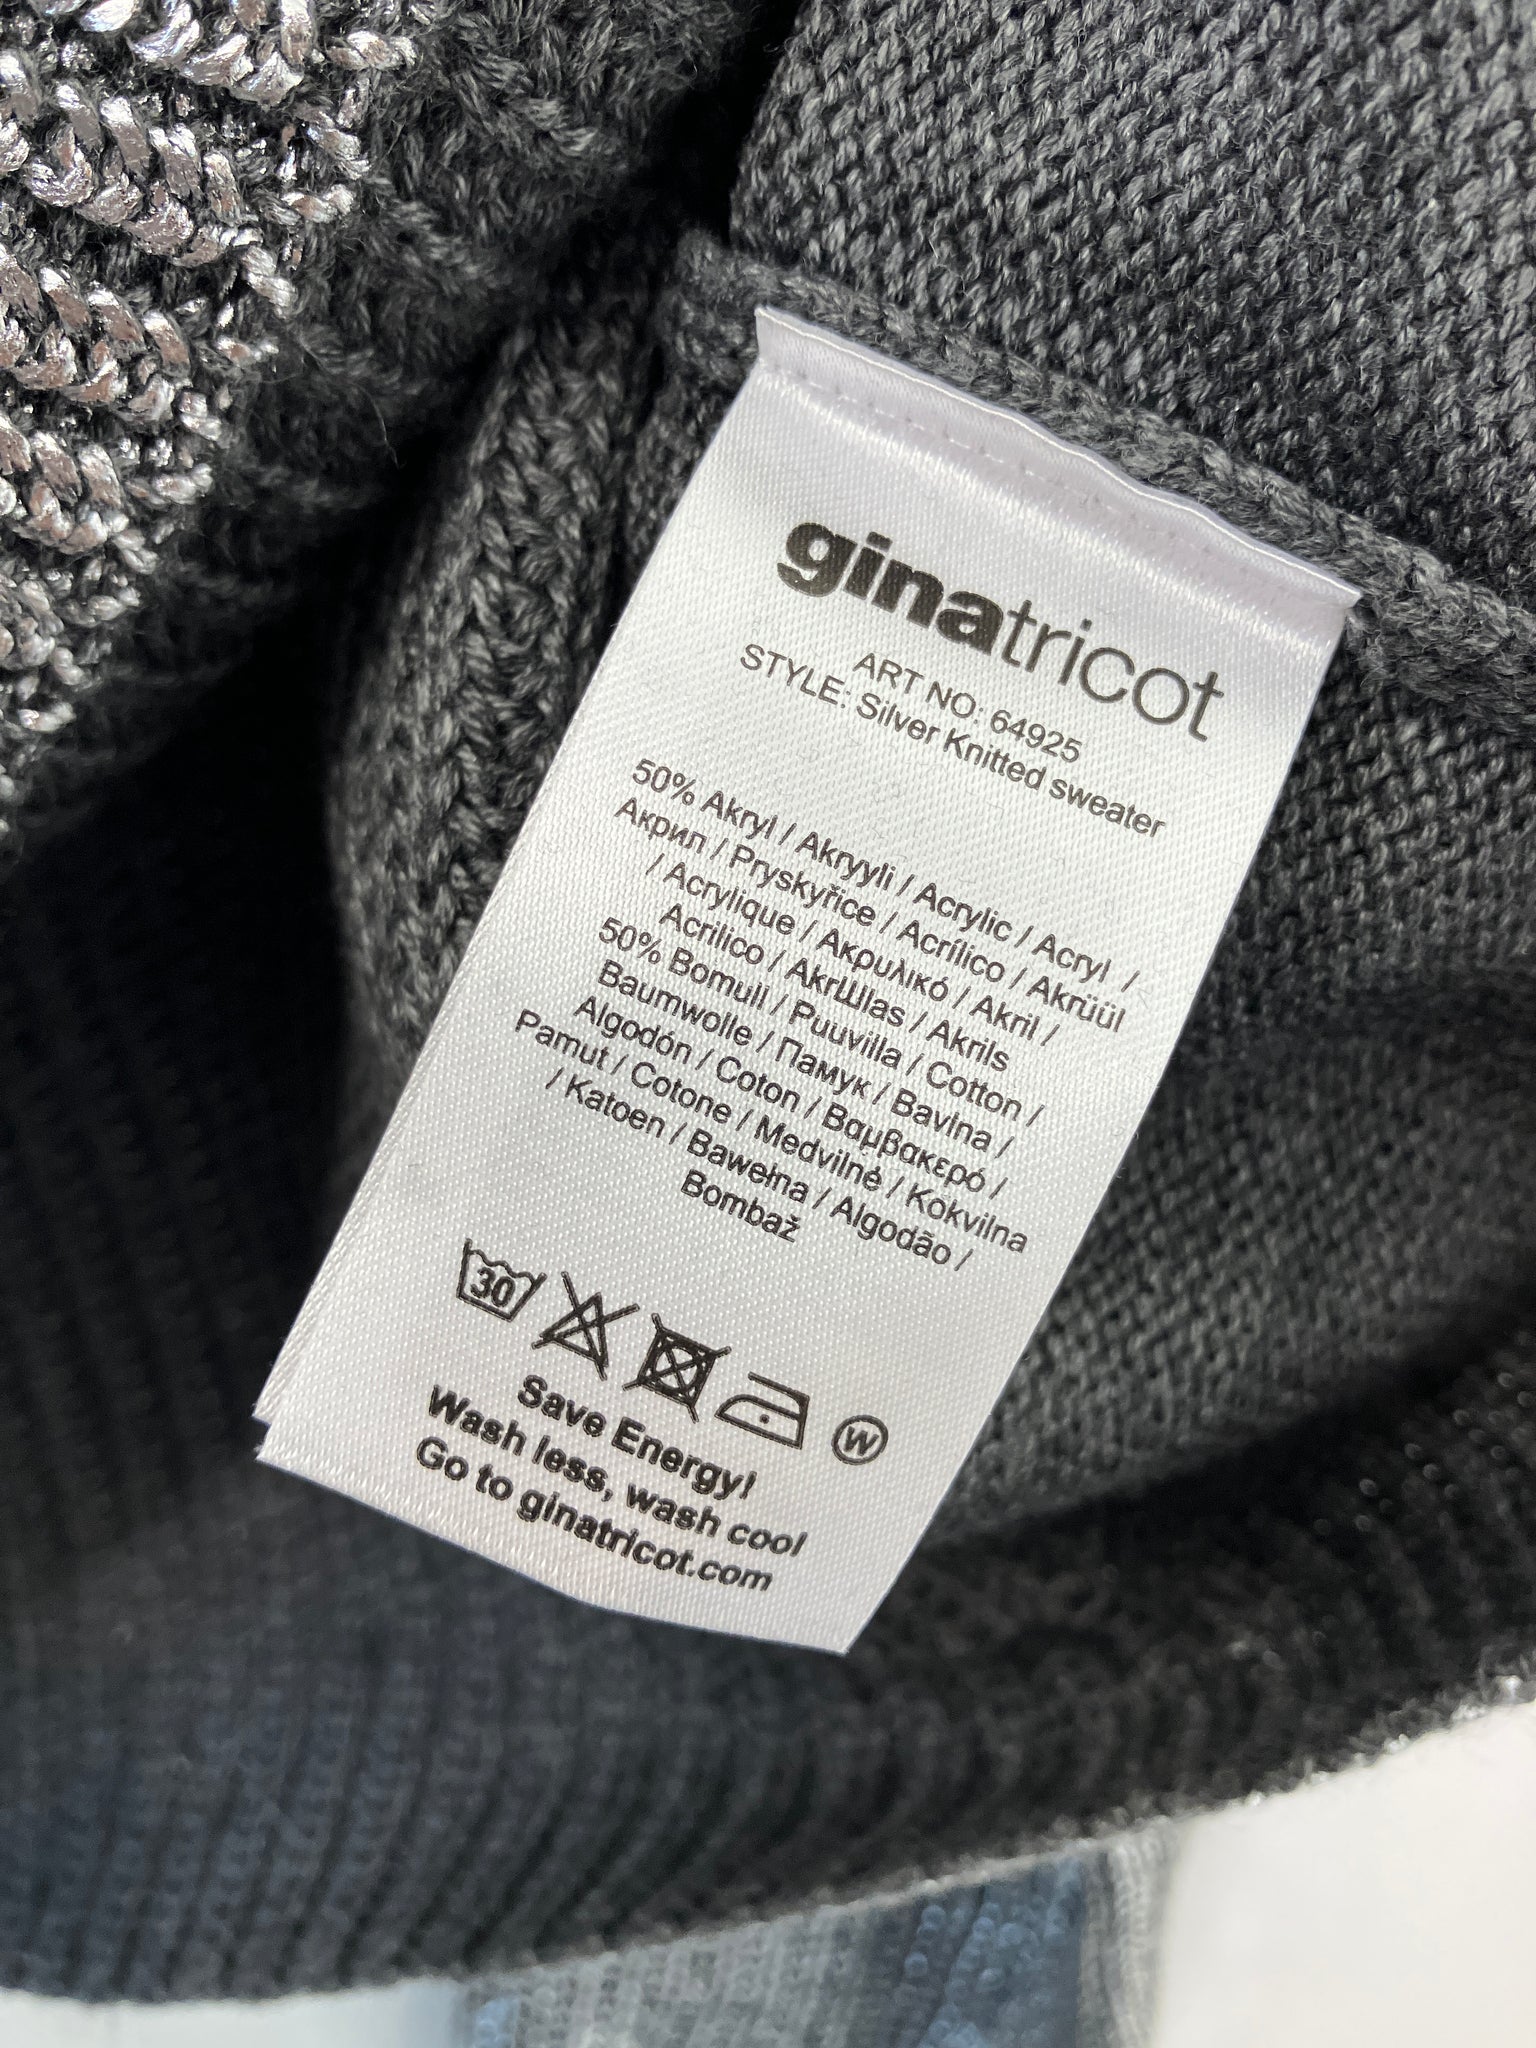 ginatricot
ART NO: 64925
STYLE: Silver Knitted sweater
50% Akryl / Akryyli / Acrylic / Acryl /
Акрил / Pryskyřice / Acrílico / Akrüül
/ Acrylique / Ακρυλικό / Akril /
Acrilico / AkrШlas / Akrils
50% Bomull / Puuvilla / Cotton /
Baumwolle / Памук / Bavlna /
Algodón / Coton / Βαμβακερό /
Pamut / Cotone / Medvilnė / Kokvilna
/ Katoen / Bawełna / Algodão /
Bombaž
30
W
Save Energy!
Wash less, wash cool
Go to ginatricot.com